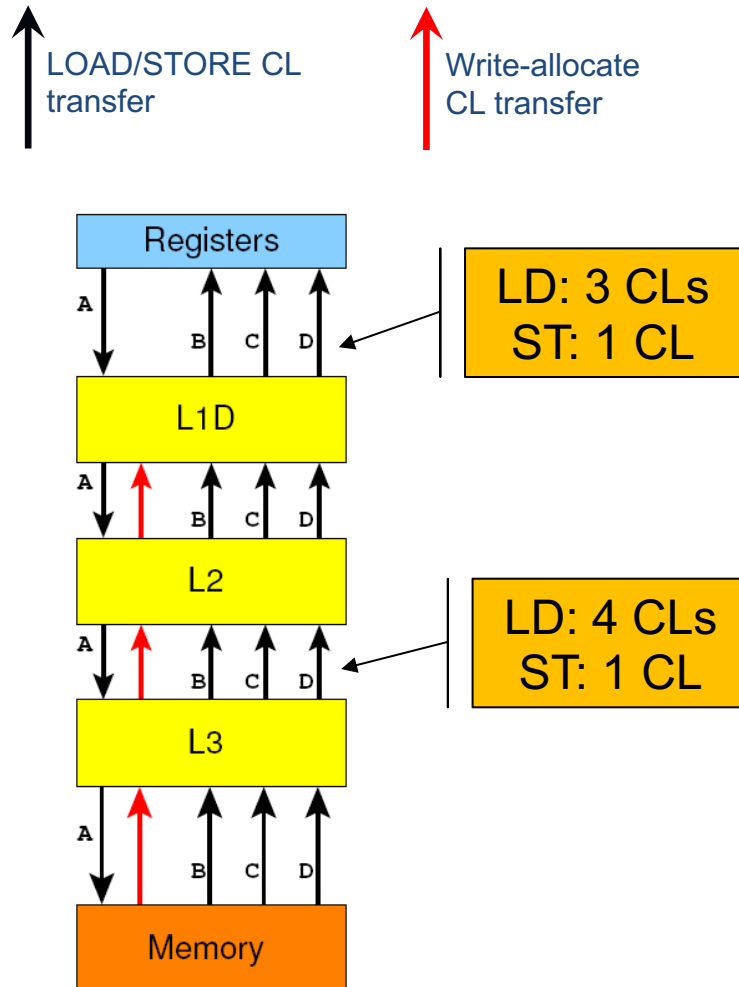 LOAD/STORE CL
transfer
Write-allocate
CL transfer
Registers
A
B C D
LD: 3 CLs
ST: 1 CL
L1D
A
B C D
L2
LD: 4 CLs
ST: 1 CL
A
B C D
L3
A
B C D
Memory